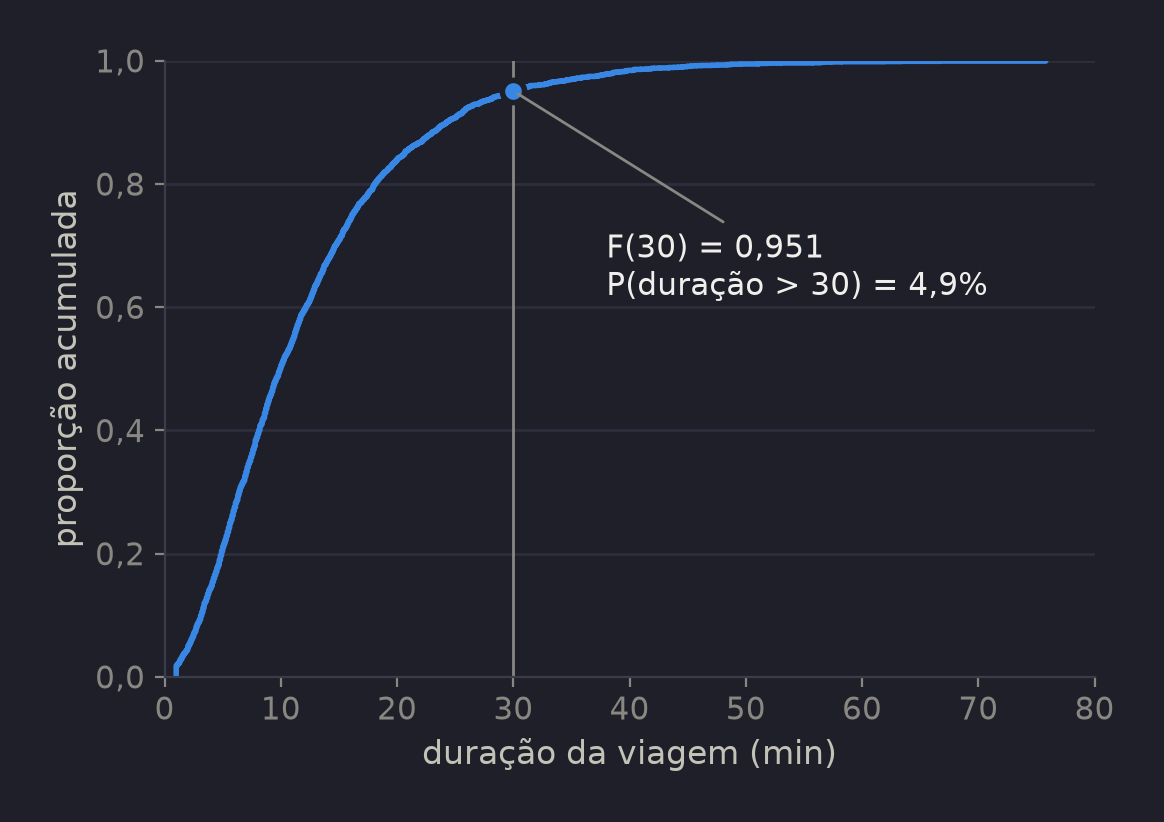 1,0
0,8
0,6
0,4
0,2
0,0
proporção acumulada
F(30) = 0,951
P(duração > 30) = 4,9%
0 10 20 30 40 50 60 70 80
duração da viagem (min)